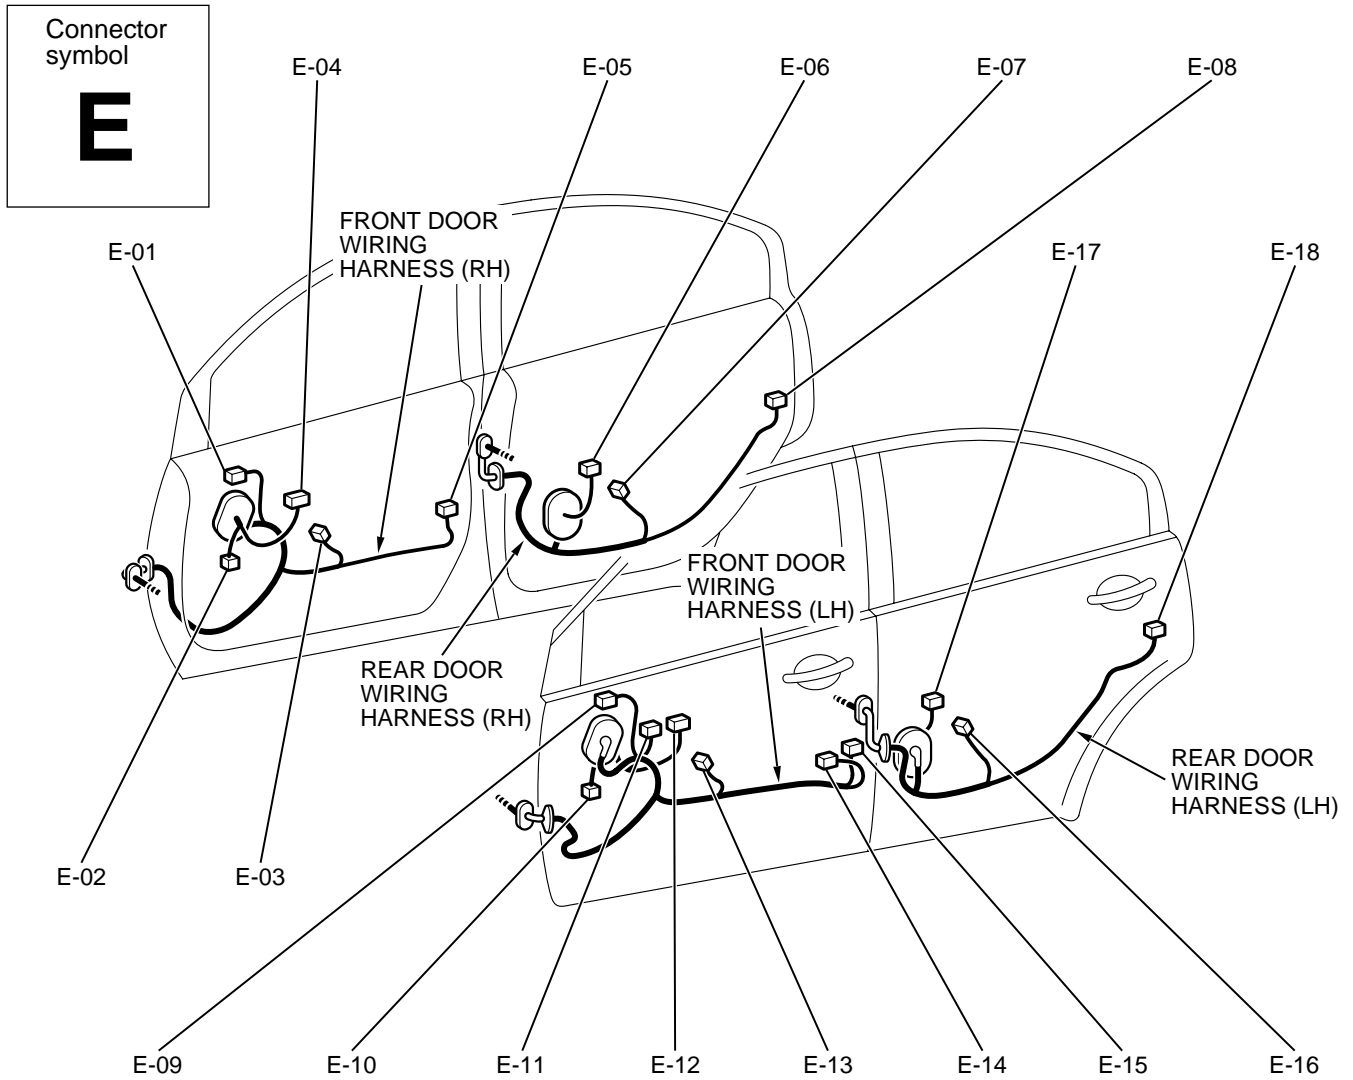 Connector
symbol
E
E-04
E-05
E-06
E-07
E-08
FRONT DOOR
WIRING
HARNESS (RH)
E-01
E-17
E-18
FRONT DOOR
WIRING
HARNESS (LH)
REAR DOOR
WIRING
HARNESS (RH)
REAR DOOR
WIRING
HARNESS (LH)
E-02
E-03
E-09
E-10
E-11
E-12
E-13
E-14
E-15
E-16